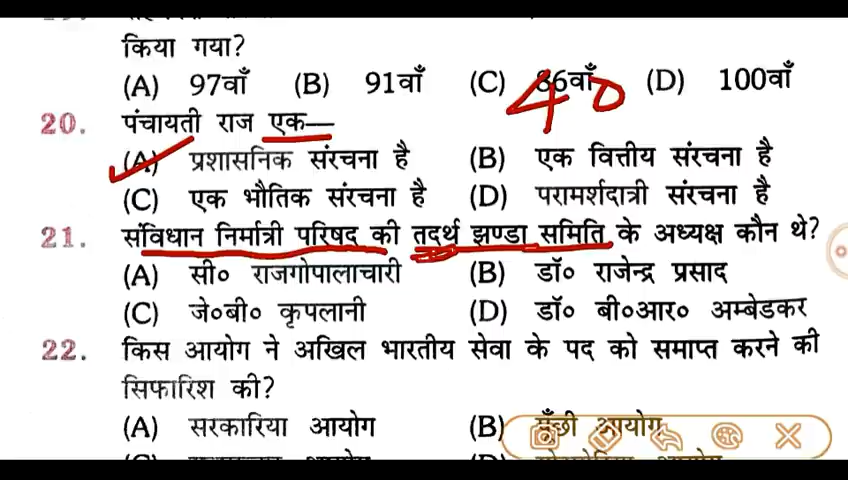 किया गया?
(A) 97वाँ (B) 91वाँ (C) 86वाँ (D) 100वाँ
40
20. पंचायती राज एक—
(A) प्रशासनिक संरचना है (B) एक वित्तीय संरचना है
(C) एक भौतिक संरचना है (D) परामर्शदात्री संरचना है
21. संविधान निर्मात्री परिषद की तदर्थ झण्डा समिति के अध्यक्ष कौन थे?
(A) सी० राजगोपालाचारी (B) डॉ० राजेन्द्र प्रसाद
(C) जे०बी० कृपलानी (D) डॉ० बी०आर० अम्बेडकर
22. किस आयोग ने अखिल भारतीय सेवा के पद को समाप्त करने की
सिफारिश की?
(A) सरकारिया आयोग (B) आयोग